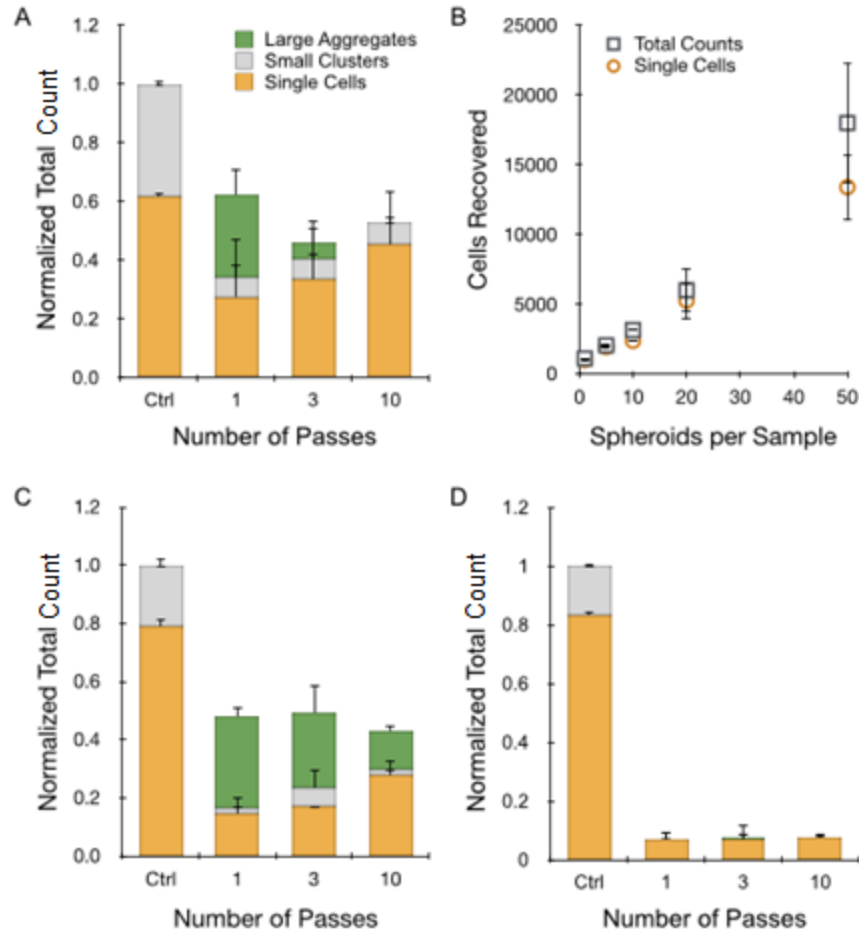 A
Normalized Total Count
1.2
1.0
0.8
0.6
0.4
0.2
0.0
Large Aggregates
Small Clusters
Single Cells
Ctrl 1 3 10
Number of Passes
B
Cells Recovered
25000
20000
15000
10000
5000
0
Total Counts
Single Cells
0 10 20 30 40 50
Spheroids per Sample
C
Normalized Total Count
1.2
1.0
0.8
0.6
0.4
0.2
0.0
Ctrl 1 3 10
Number of Passes
D
Normalized Total Count
1.2
1
0.8
0.6
0.4
0.2
0
Ctrl 1 3 10
Number of Passes